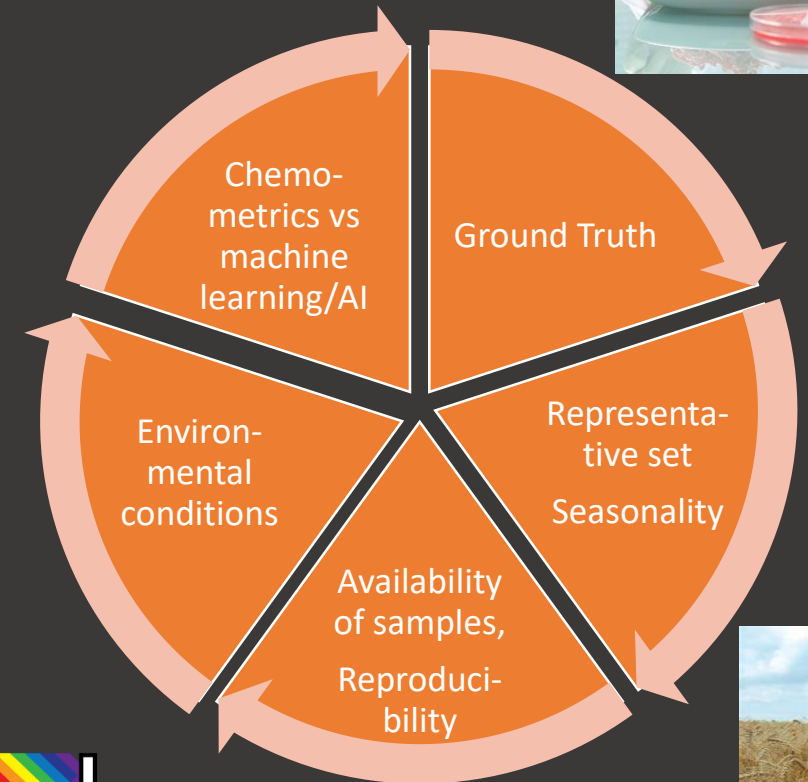 Chemo-
metrics vs
machine
learning/AI
Ground Truth
Representa-
tive set
Seasonality
Availability
of samples,
Reproduci-
bility
Environ-
mental
conditions